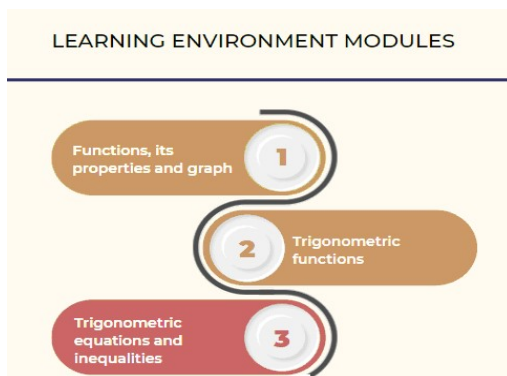 LEARNING ENVIRONMENT MODULES
Functions, its
properties and graph
1
2
Trigonometric
functions
Trigonometric
equations and
inequalities
3